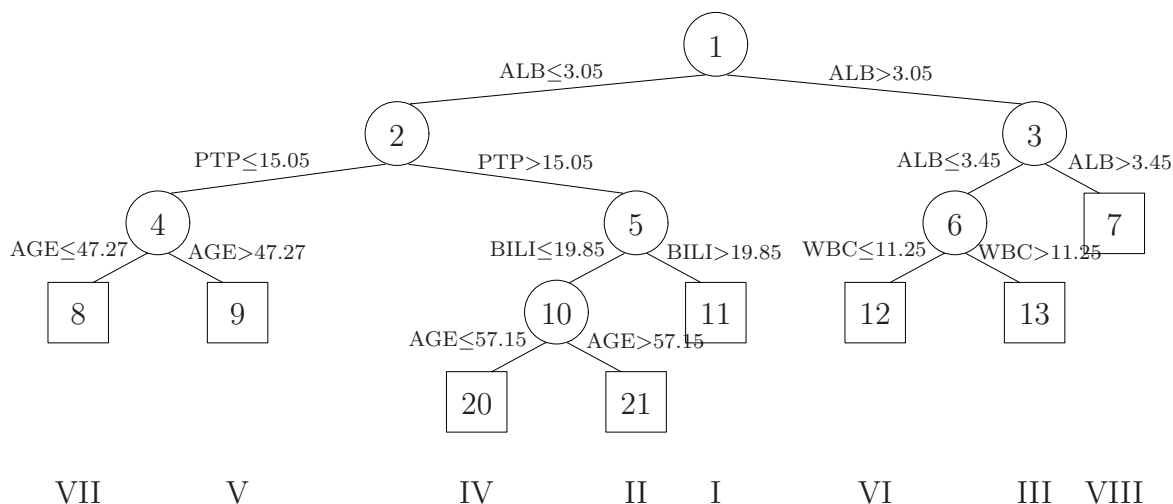 1
ALB≤3.05 ALB>3.05
2 3
PTP≤15.05 PTP>15.05 ALB≤3.45 ALB>3.45
4 5 6 7
AGE≤47.27 AGE>47.27 BILI≤19.85 BILI>19.85 WBC≤11.25 WBC>11.25
8 9 10 11 12 13
AGE≤57.15 AGE>57.15
20 21
VII V IV II I VI III VIII